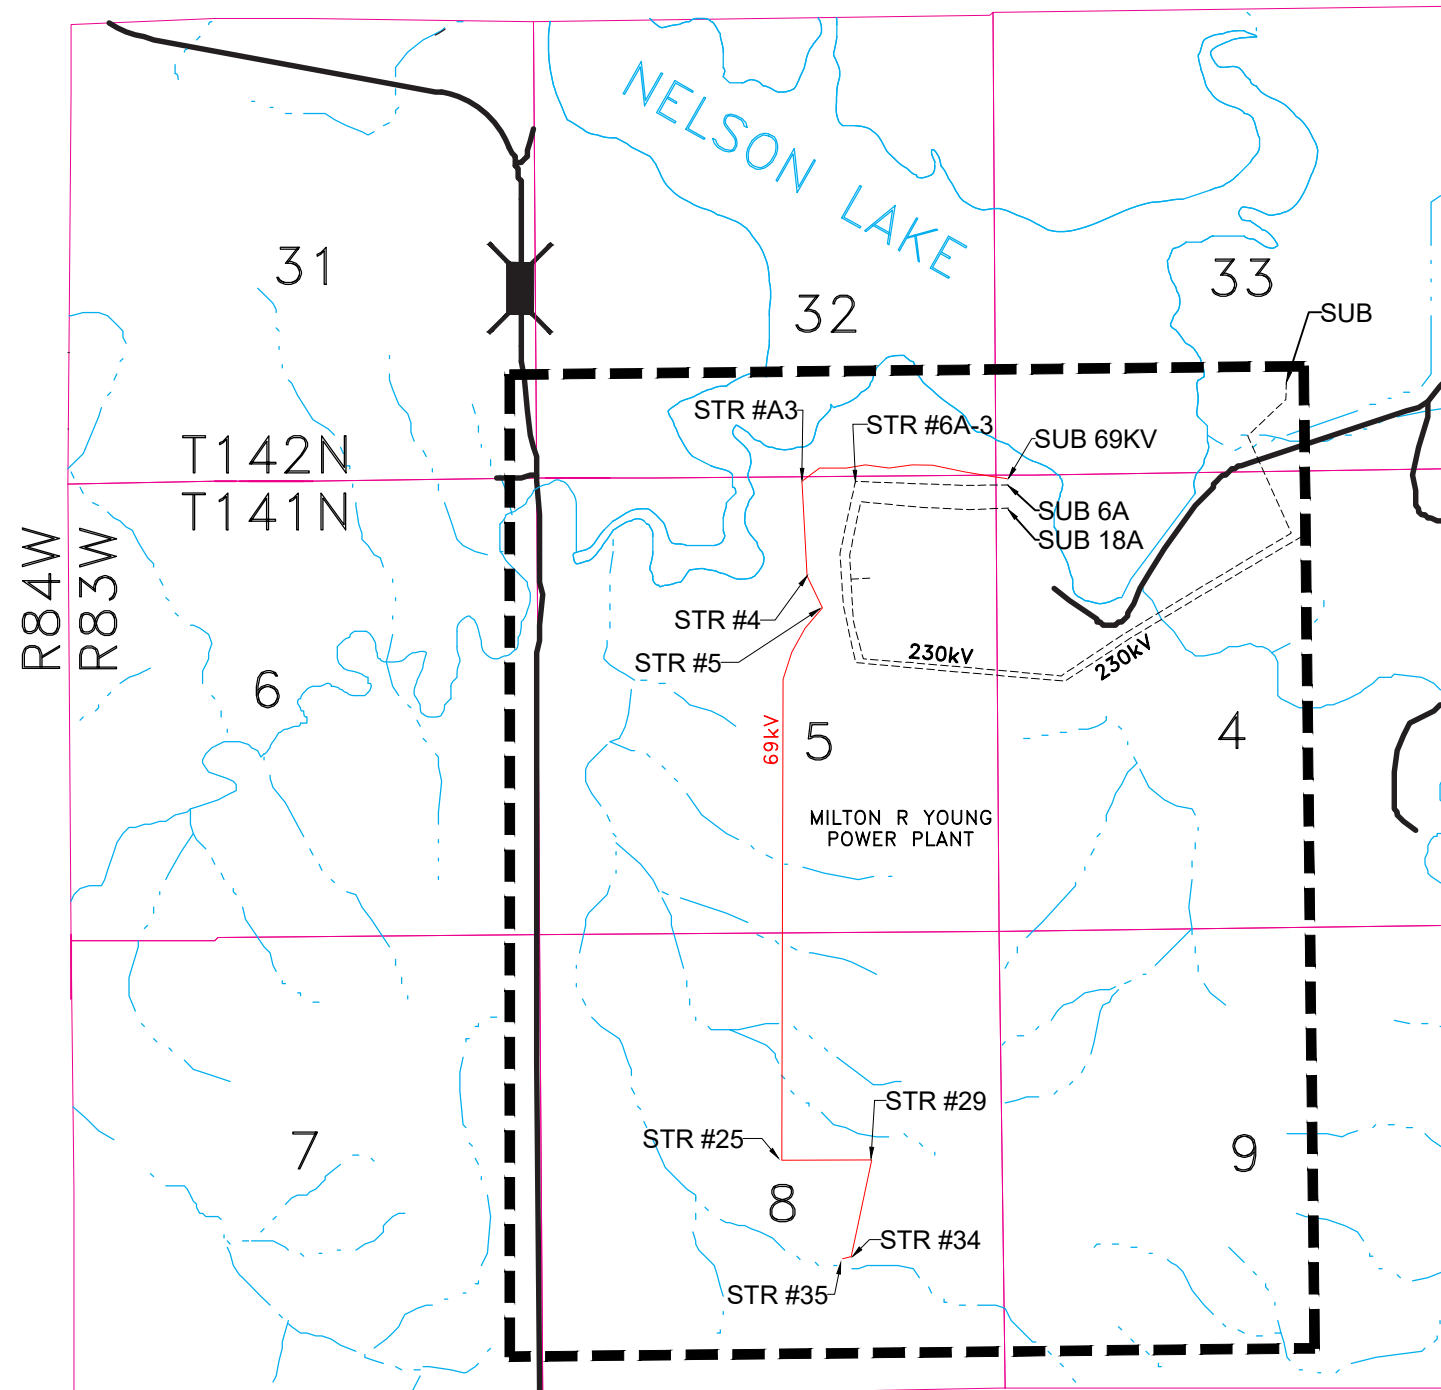 NELSON LAKE
31
32
33
SUB
STR #A3
STR #6A-3
SUB 69KV
T142N
T141N
SUB 6A
SUB 18A
R84W
R83W
STR #4
STR #5
230kV
230kV
6
69kV
5
4
MILTON R YOUNG
POWER PLANT
STR #29
STR #25
7
8
9
STR #34
STR #35